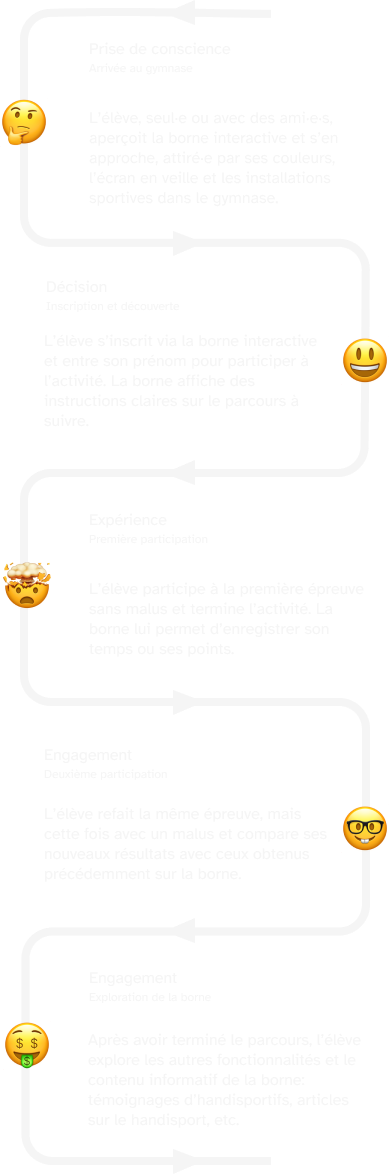 Prise de conscience
Arrivée au gymnase
L'élève, seul·e ou avec des ami·e·s,
aperçoit la borne interactive et s'en
approche, attiré·e par ses couleurs,
l'écran en veille et les installations
sportives dans le gymnase.
Décision
Inscription et découverte
L'élève s'inscrit via la borne interactive
et entre son prénom pour participer à
l'activité. La borne affiche des
instructions claires sur le parcours à
suivre.
Expérience
Première participation
L'élève participe à la première épreuve
sans malus et termine l'activité. La
borne lui permet d'enregistrer son
temps ou ses points.
Engagement
Deuxième participation
L'élève refait la même épreuve, mais
cette fois avec un malus et compare ses
nouveaux résultats avec ceux obtenus
précédemment sur la borne.
Engagement
Exploration de la borne
Après avoir terminé le parcours, l'élève
explore les autres fonctionnalités et le
contenu informatif de la borne:
témoignages d'handisportifs, articles
sur le handisport, etc.